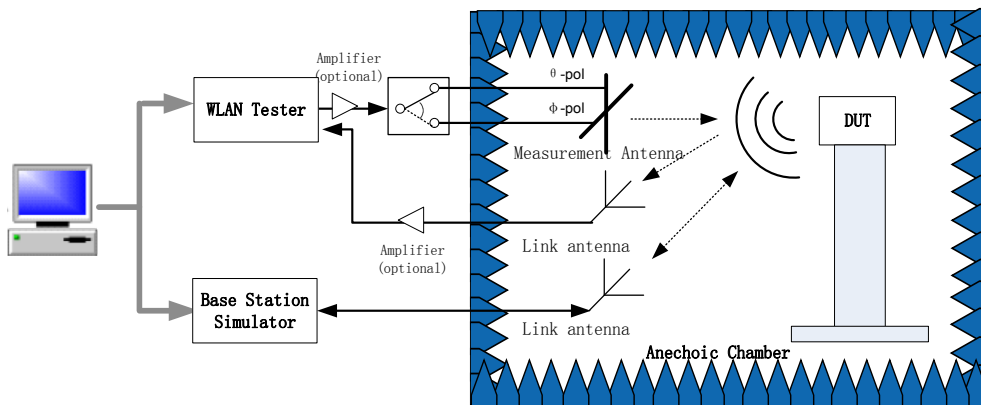 Amplifier
(optional)
WLAN Tester
θ-pol
ϕ-pol
Measurement Antenna
DUT
Amplifier
(optional)
Link antenna
Base Station
Simulator
Link antenna
Anechoic Chamber